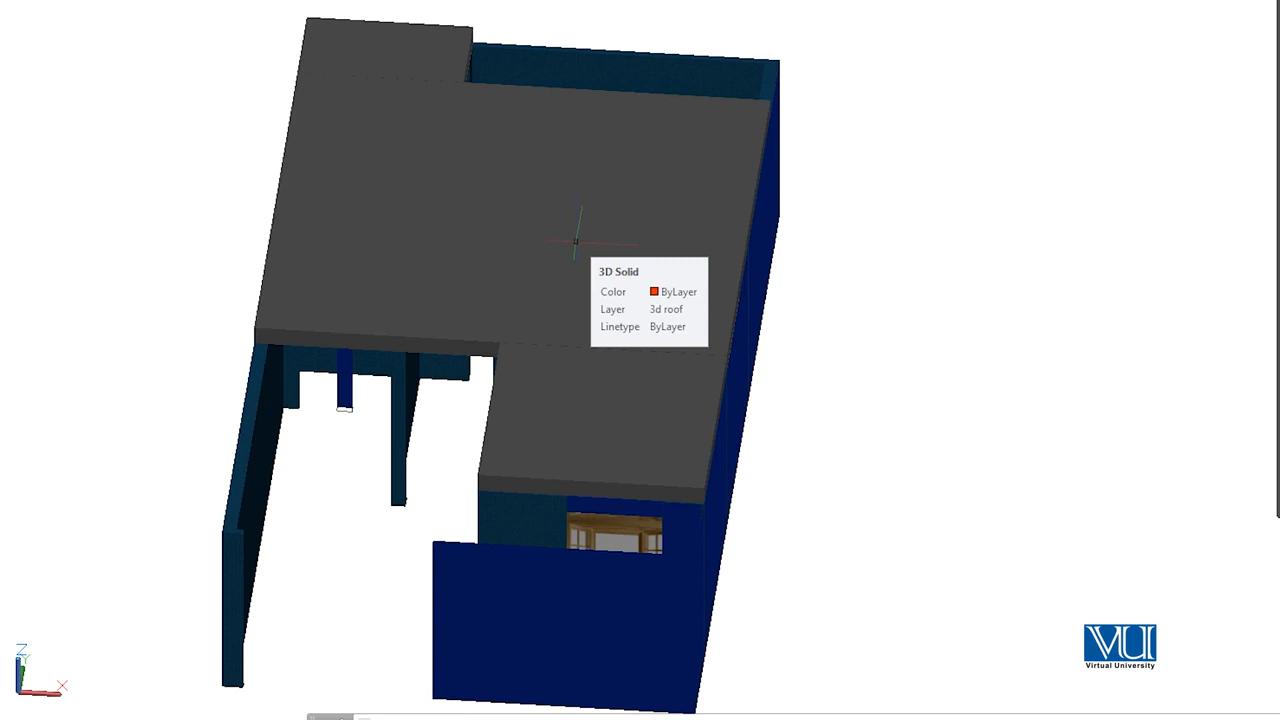 3D Solid
Color ByLayer
Layer 3d roof
Linetype ByLayer
Z
Y
X
VU
Virtual University